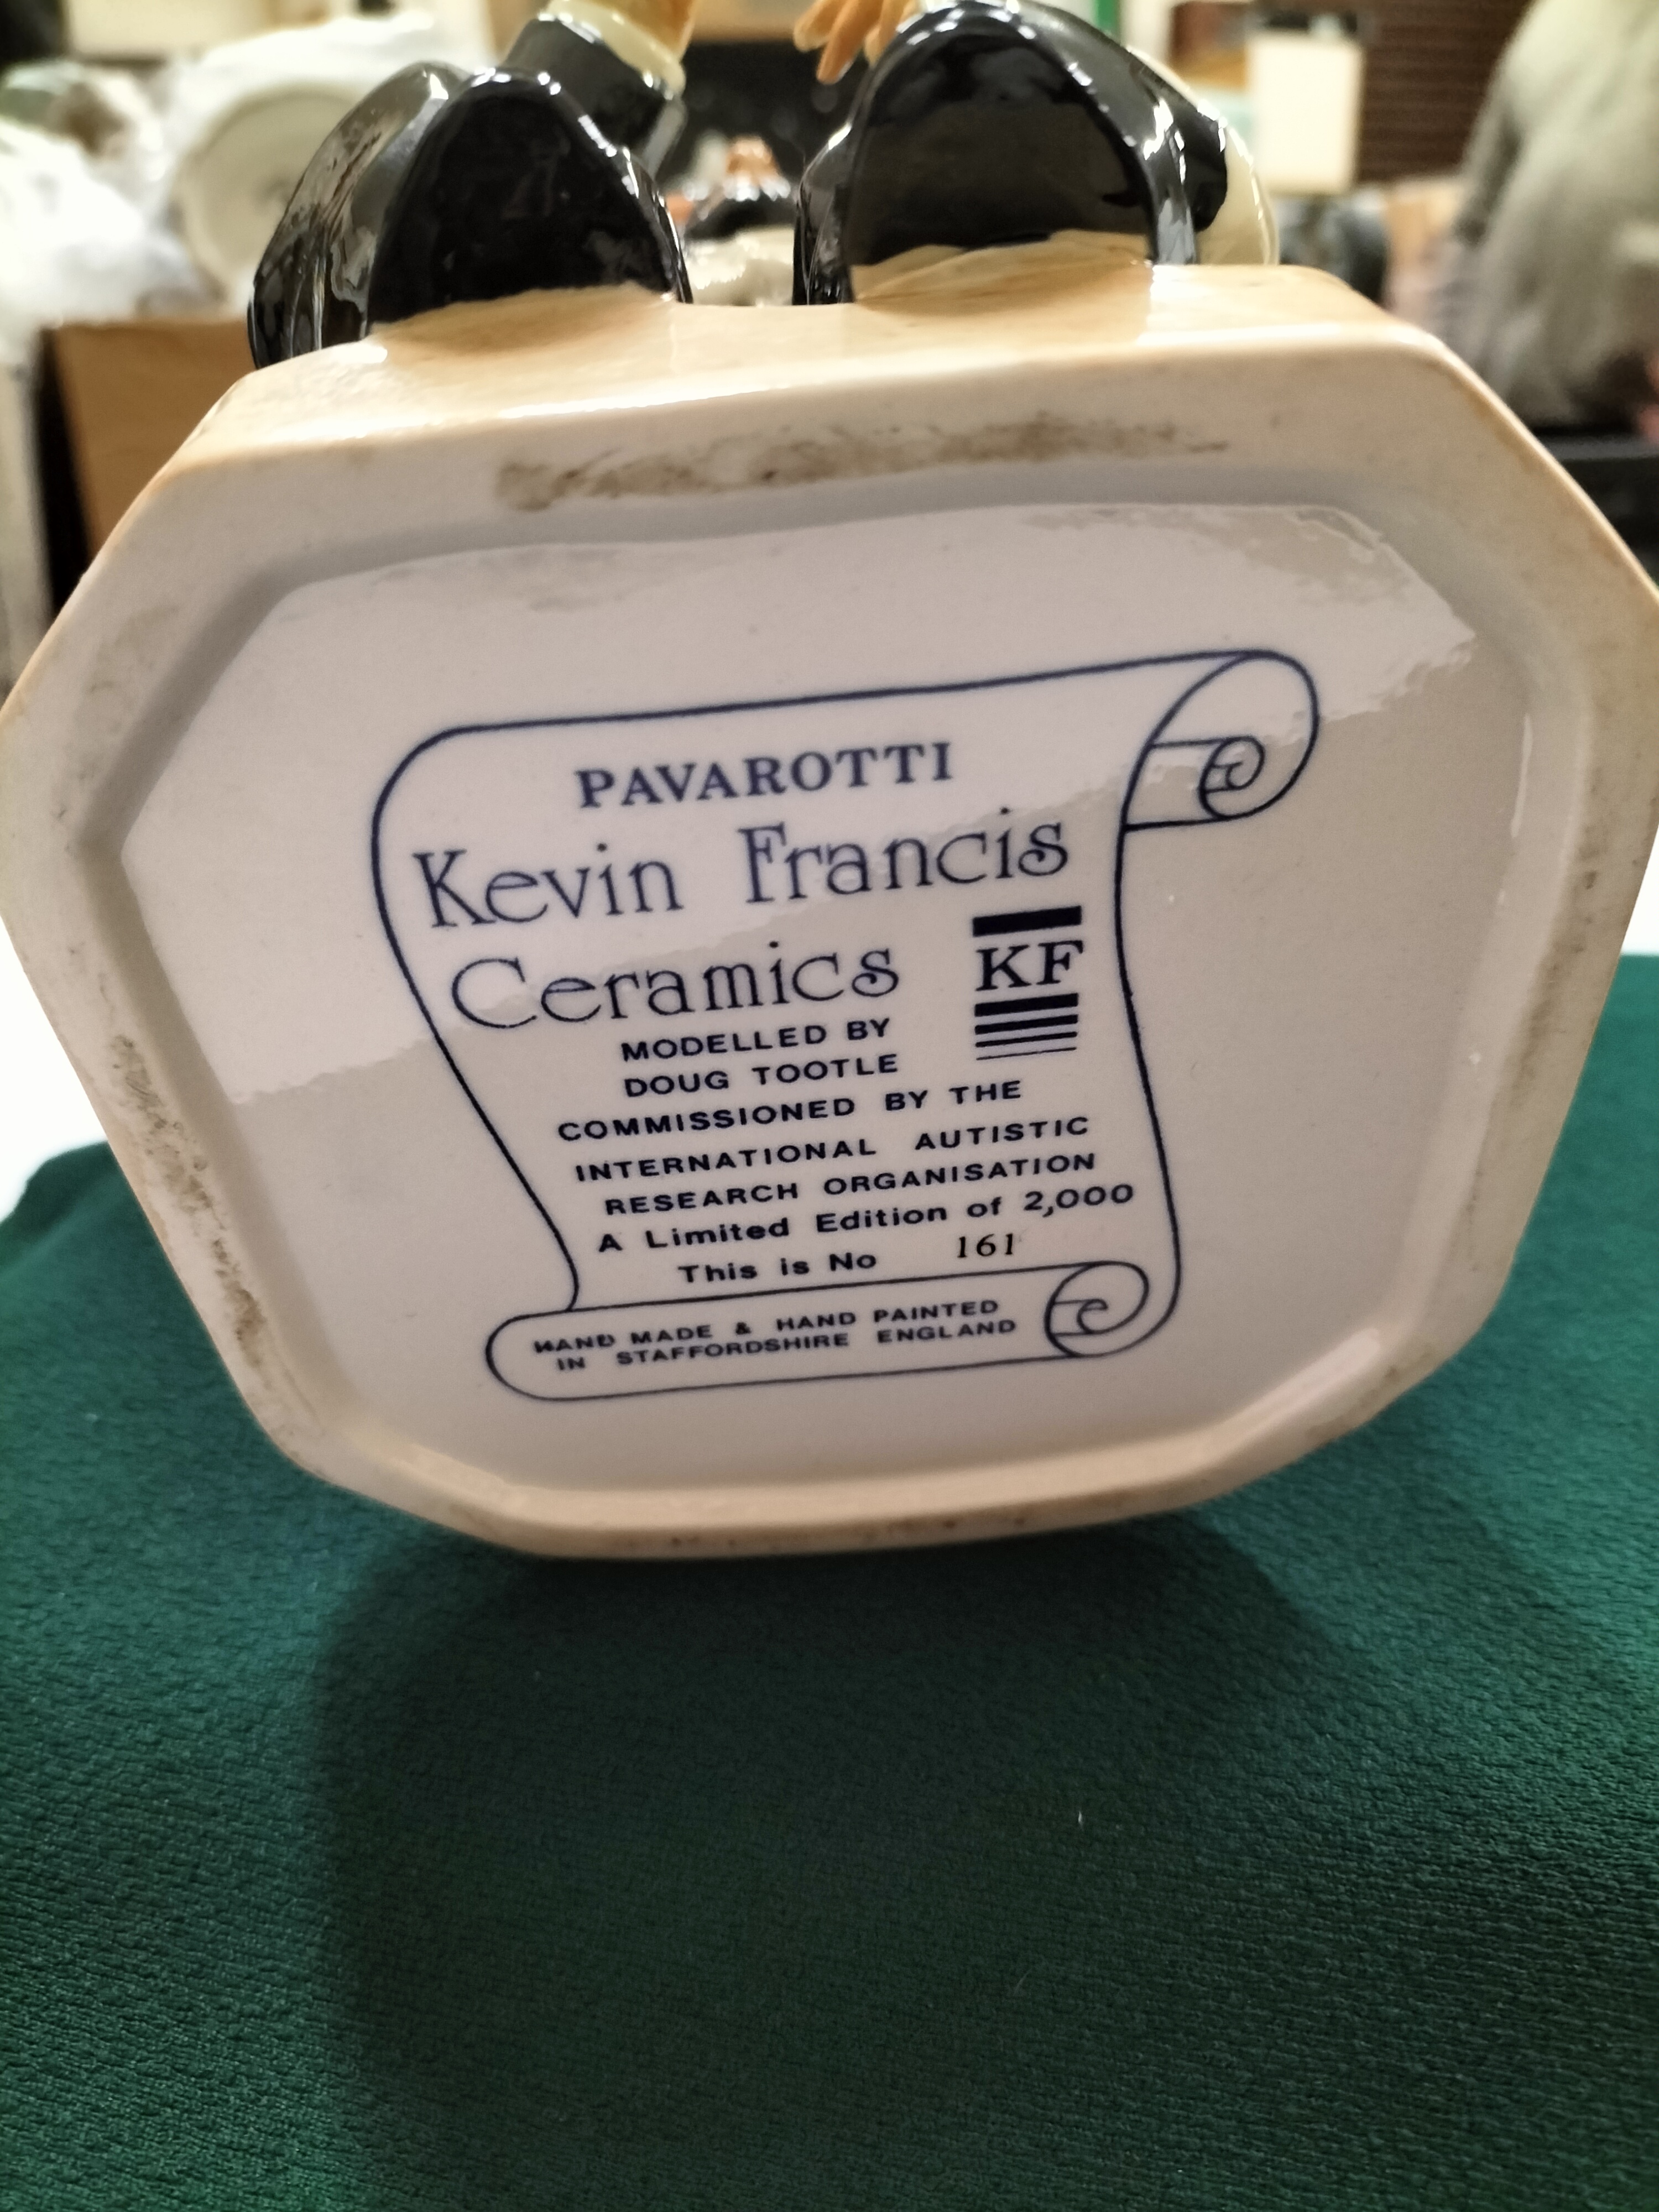 PAVAROTTI
Kevin Francis
Ceramics
KF
MODELLED BY
DOUG TOOTLE
COMMISSIONED BY THE
INTERNATIONAL AUTISTIC
RESEARCH ORGANISATION
A Limited Edition of 2,000
This is No 161
HAND MADE & HAND PAINTED
IN STAFFORDSHIRE ENGLAND